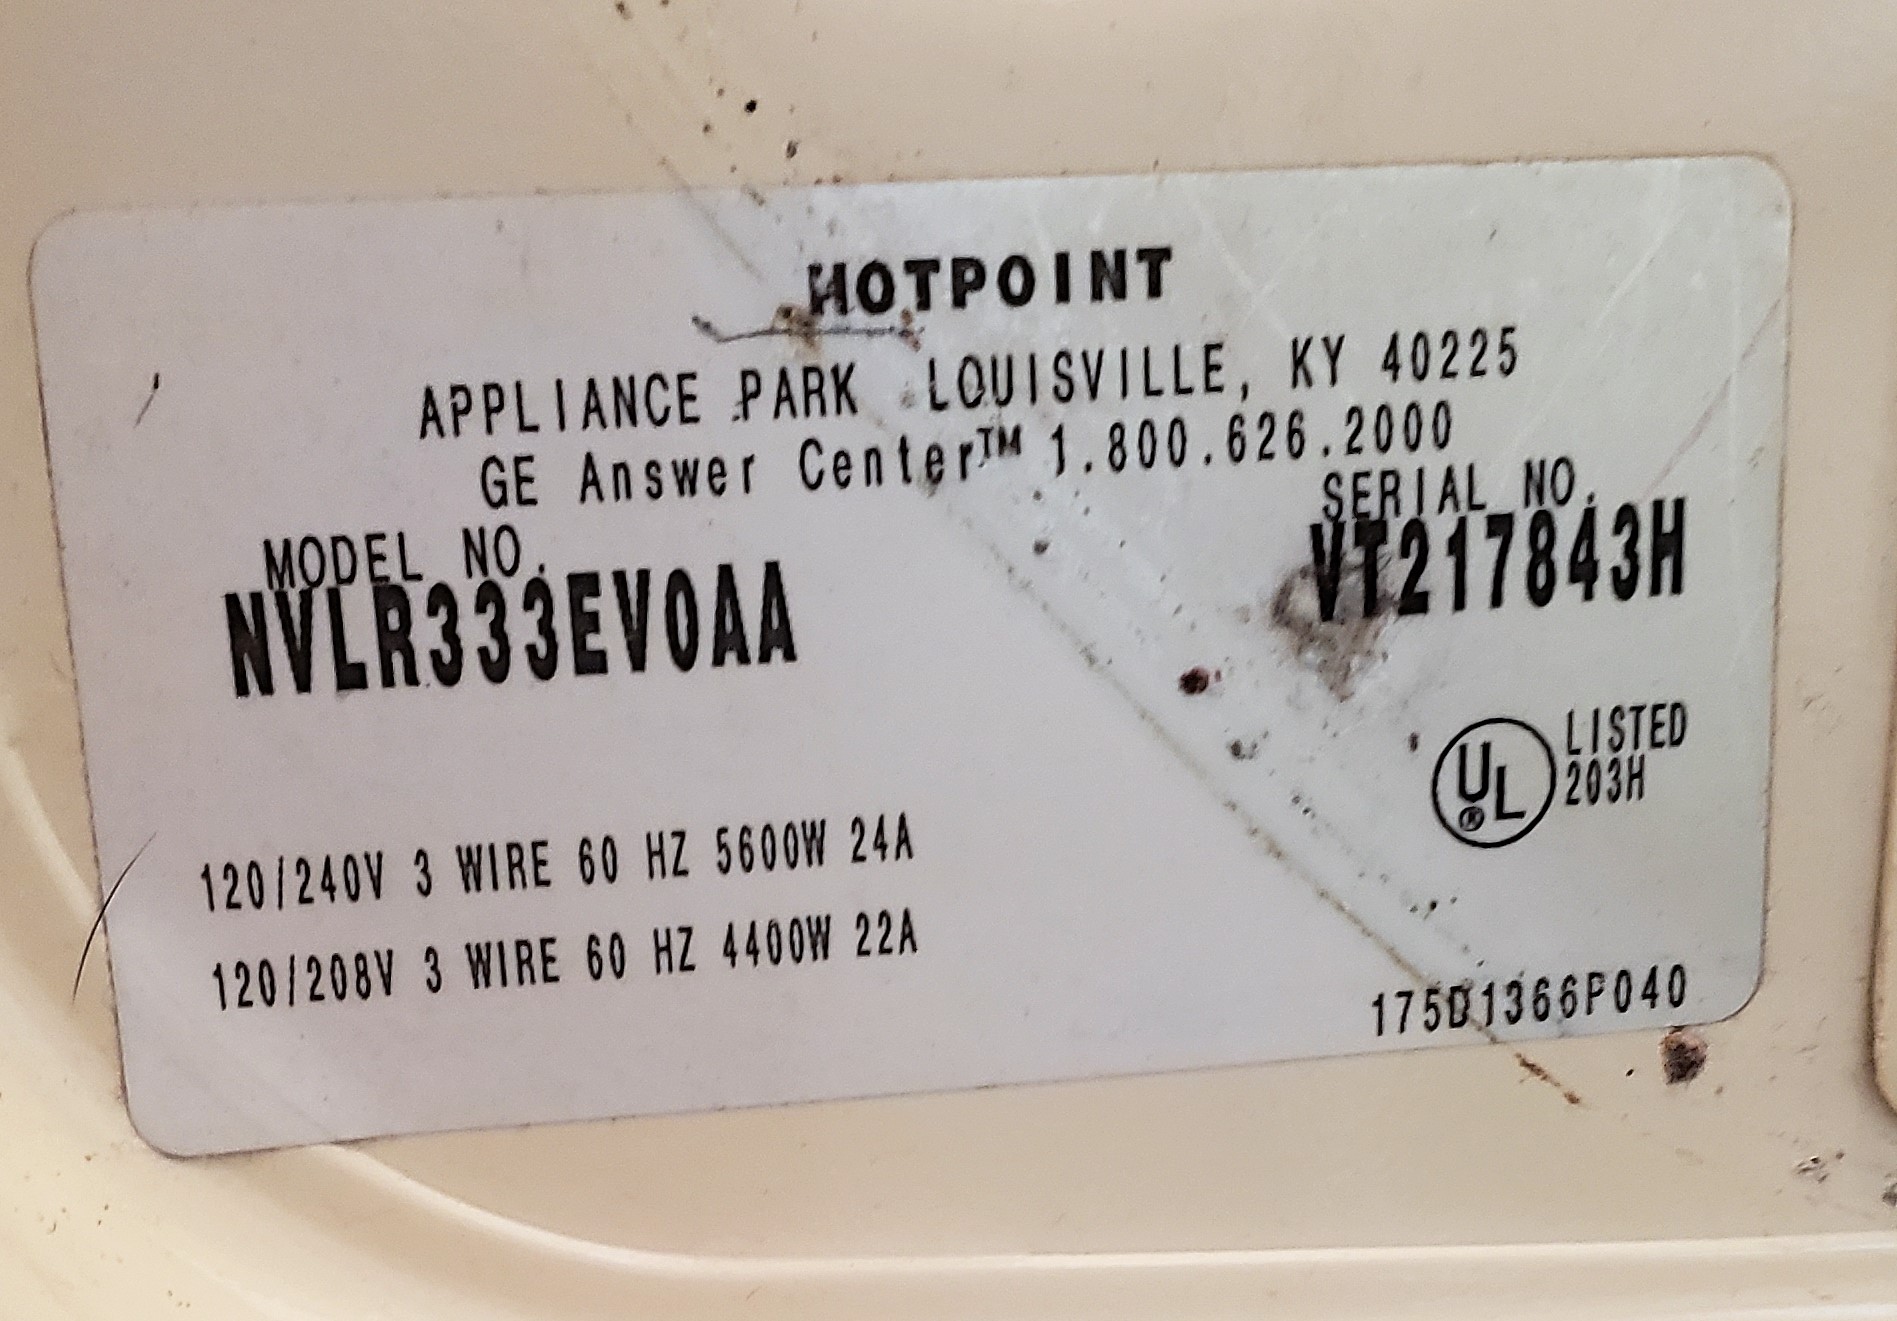 HOTPOINT
APPLIANCE PARK LOUISVILLE, KY 40225
GE Answer Center™ 1.800.626.2000
MODEL NO.
NVLR333EV0AA
SERIAL NO.
VT217843H
UL® LISTED
203H
120/240V 3 WIRE 60 HZ 5600W 24A
120/208V 3 WIRE 60 HZ 4400W 22A
175D1366P040